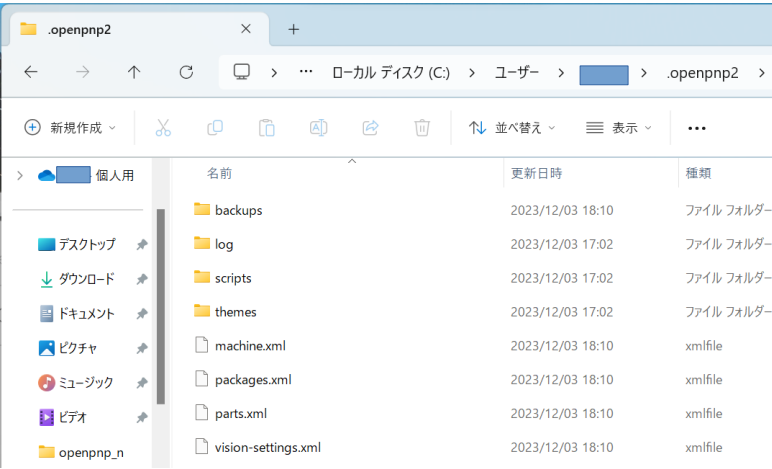 .openpnp2
ローカル ディスク (C:) > ユーザー > > .openpnp2 >
新規作成 並べ替え 表示
個人用
名前 更新日時 種類
backups 2023/12/03 18:10 ファイル フォルダー
デスクトップ
log 2023/12/03 17:02 ファイル フォルダー
ダウンロード
scripts 2023/12/03 17:02 ファイル フォルダー
ドキュメント
themes 2023/12/03 17:02 ファイル フォルダー
ピクチャ
machine.xml 2023/12/03 18:10 xmlfile
ミュージック
packages.xml 2023/12/03 18:10 xmlfile
ビデオ
parts.xml 2023/12/03 18:10 xmlfile
openpnp_n
vision-settings.xml 2023/12/03 18:10 xmlfile